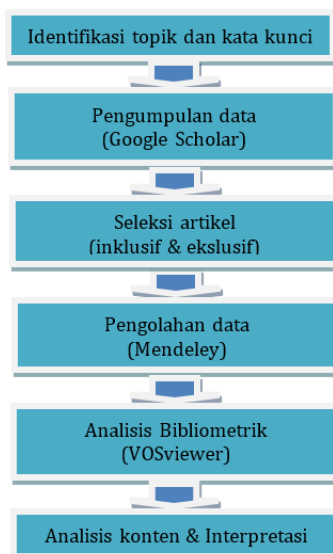 Identifikasi topik dan kata kunci
Pengumpulan data
(Google Scholar)
Seleksi artikel
(inklusif & ekslusif)
Pengolahan data
(Mendeley)
Analisis Bibliometrik
(VOSviewer)
Analisis konten & Interpretasi